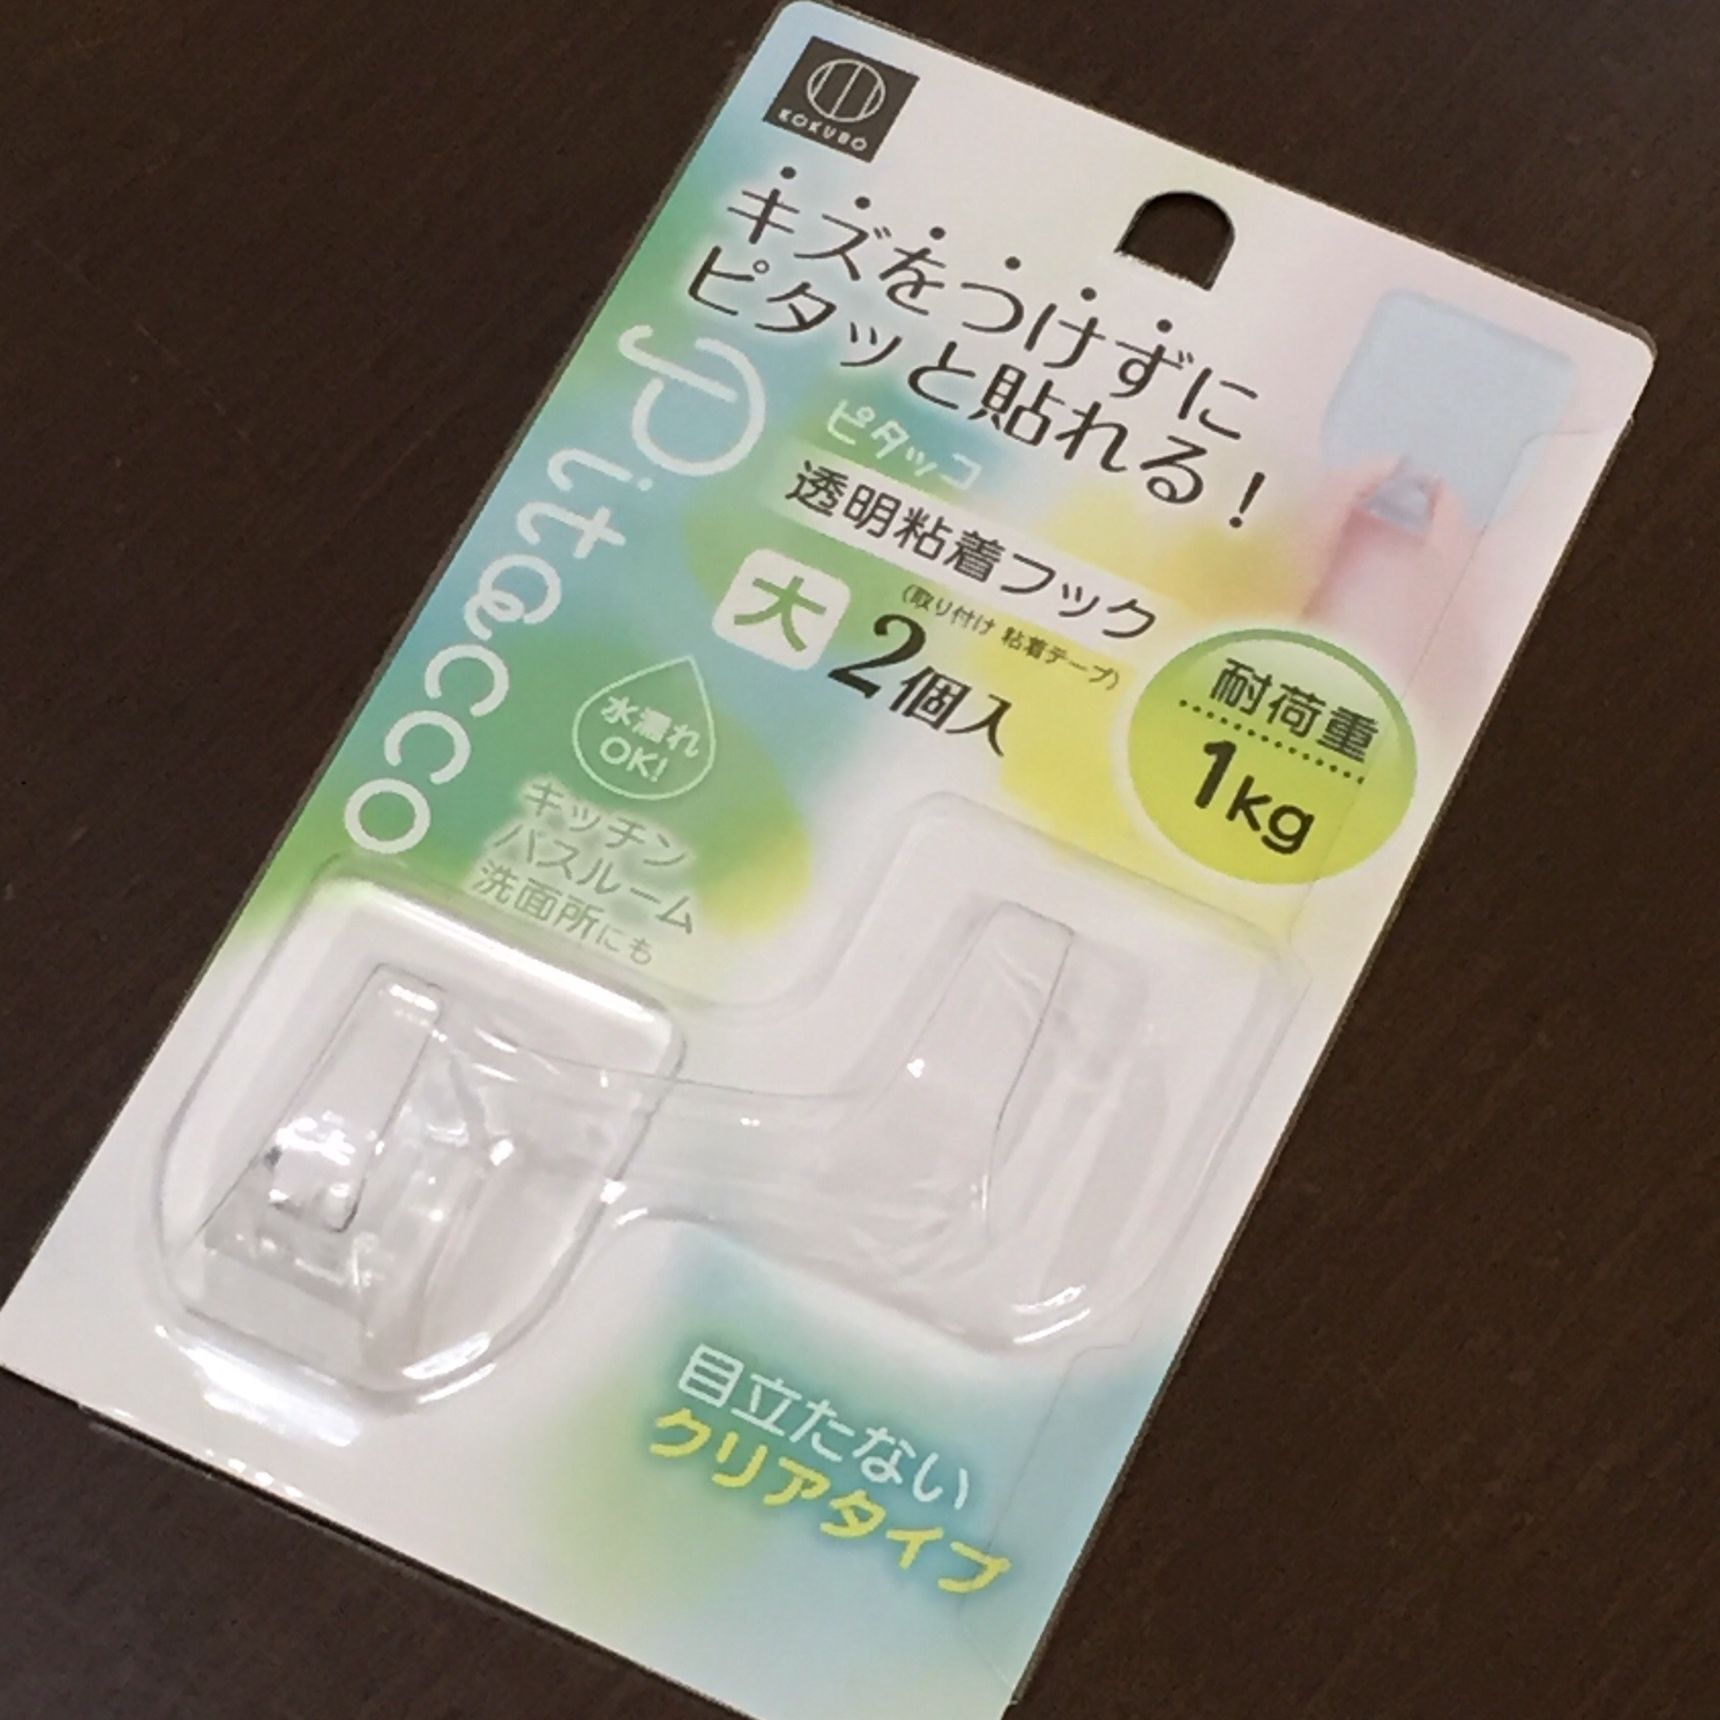 KOKUBO
キズをつけずに
ピタッと貼れる!
Pitacco
ピタッコ
透明粘着フック
(取り付け 粘着テープ)
大 2個入
耐荷重
1kg
水漏れ
OK!
キッチン
バスルーム
洗面所にも
目立たない
クリアタイプ